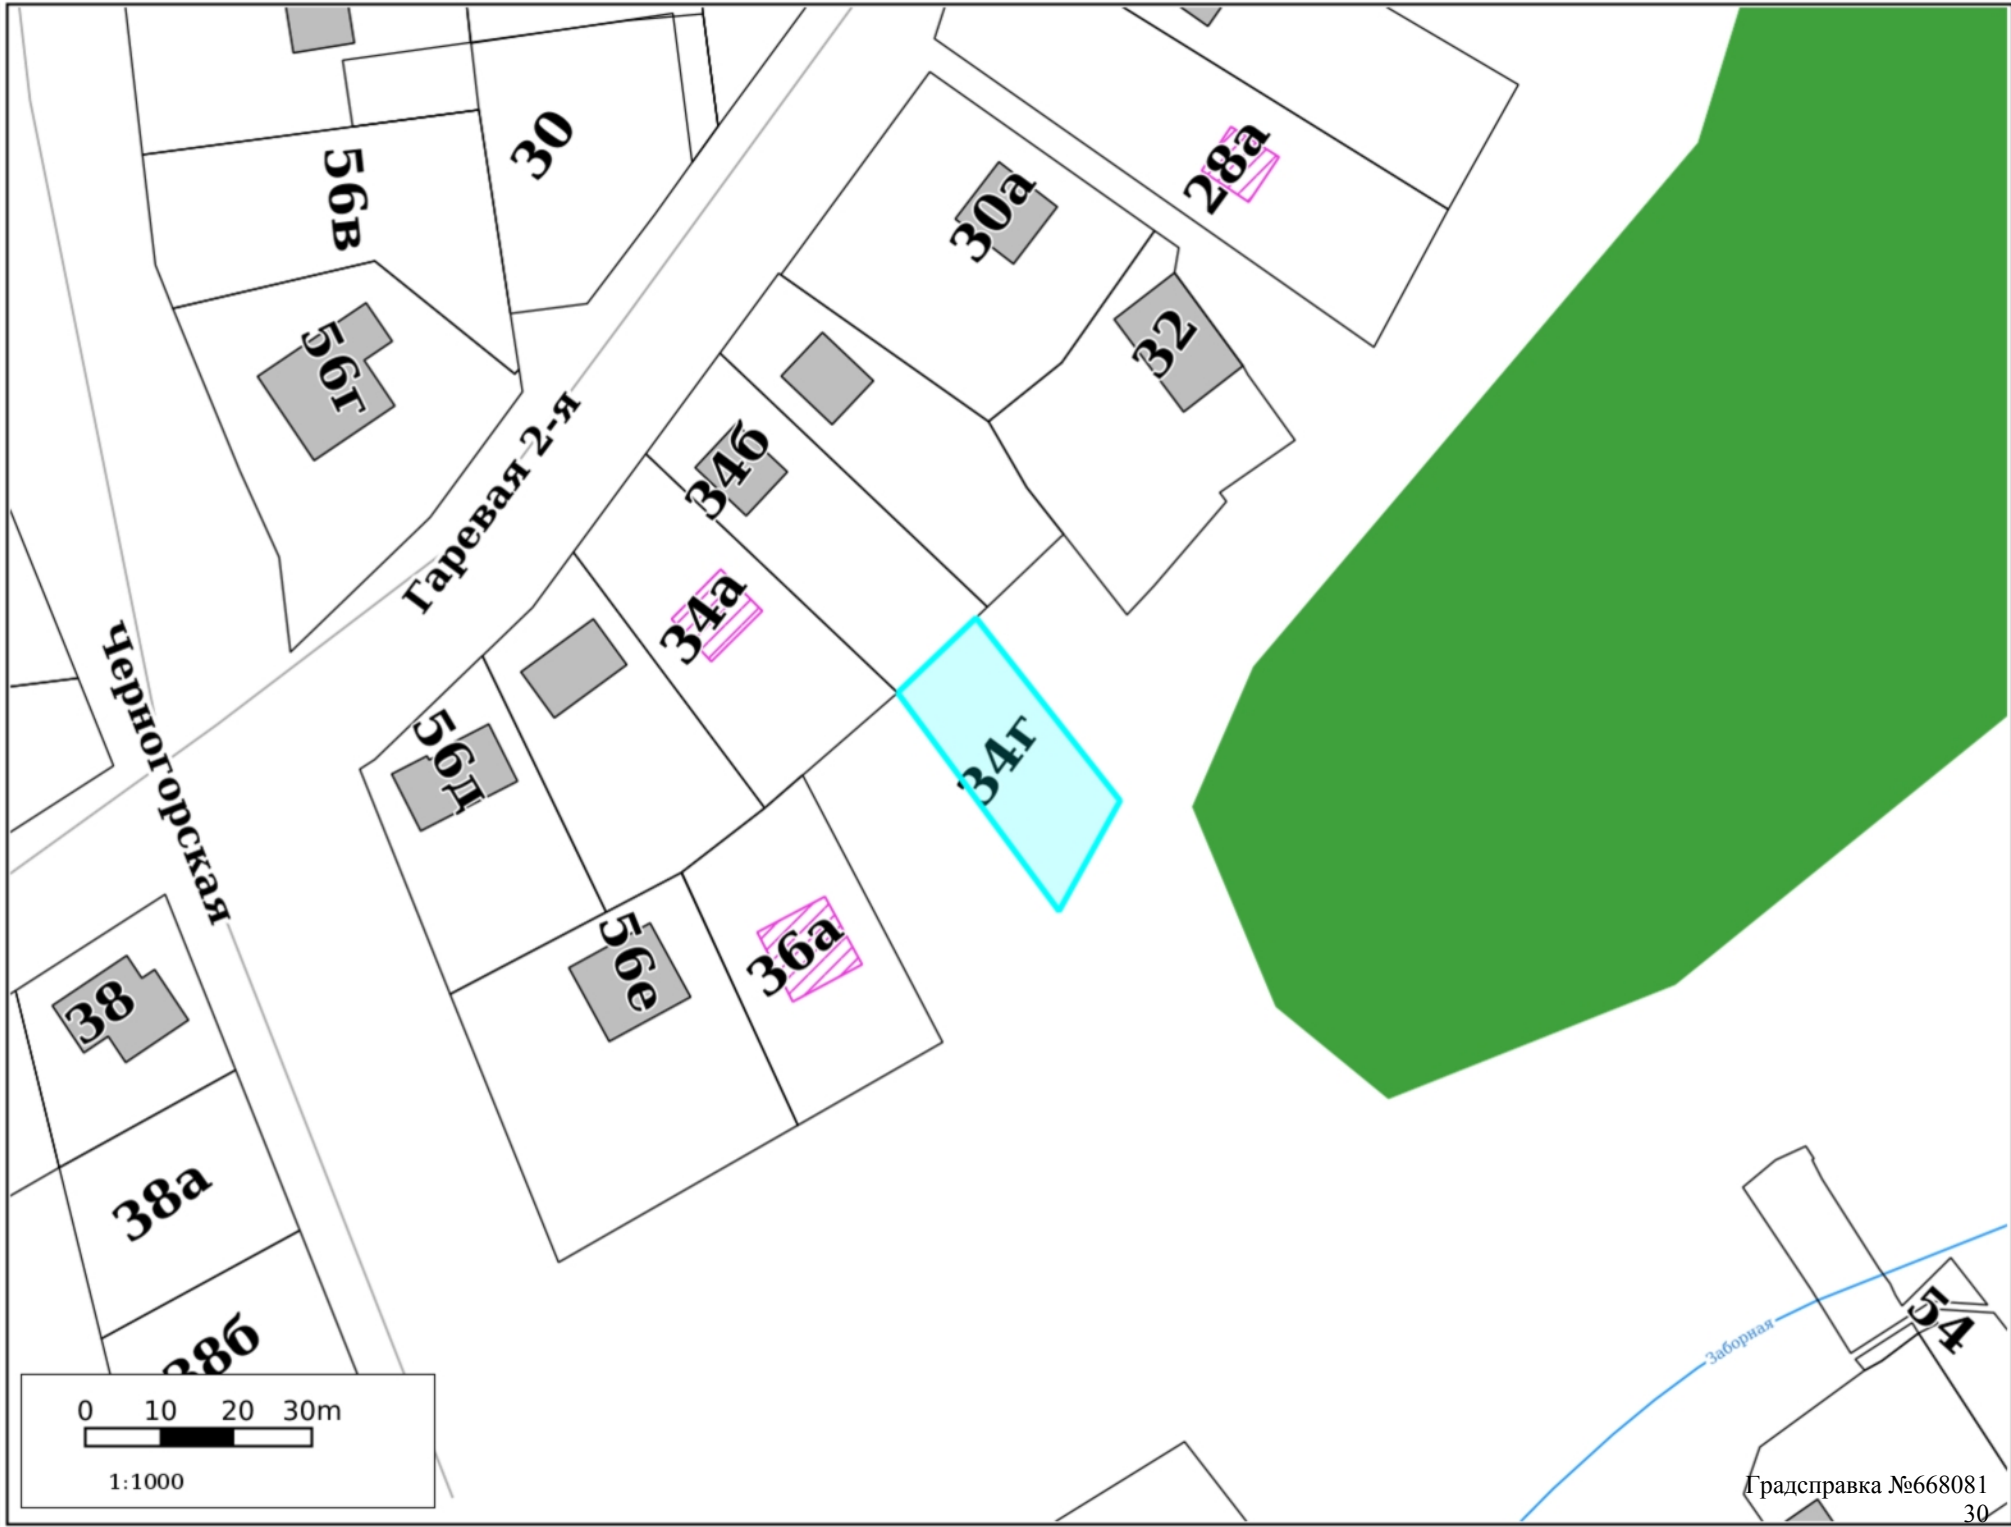 30
56в
28а
30а
32
56г
Гаревая 2-я
34б
34а
Черногорская
34г
56д
56е
36а
38
38а
38б
54
Заборная
0 10 20 30m
1:1000
Градсправка №668081
30